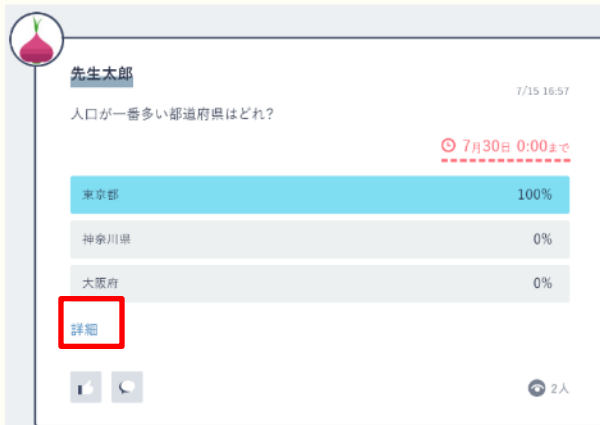 先生太郎
7/15 16:57
人口が一番多い都道府県はどれ?
7月30日 0:00まで
東京都 100%
神奈川県 0%
大阪府 0%
詳細
2人